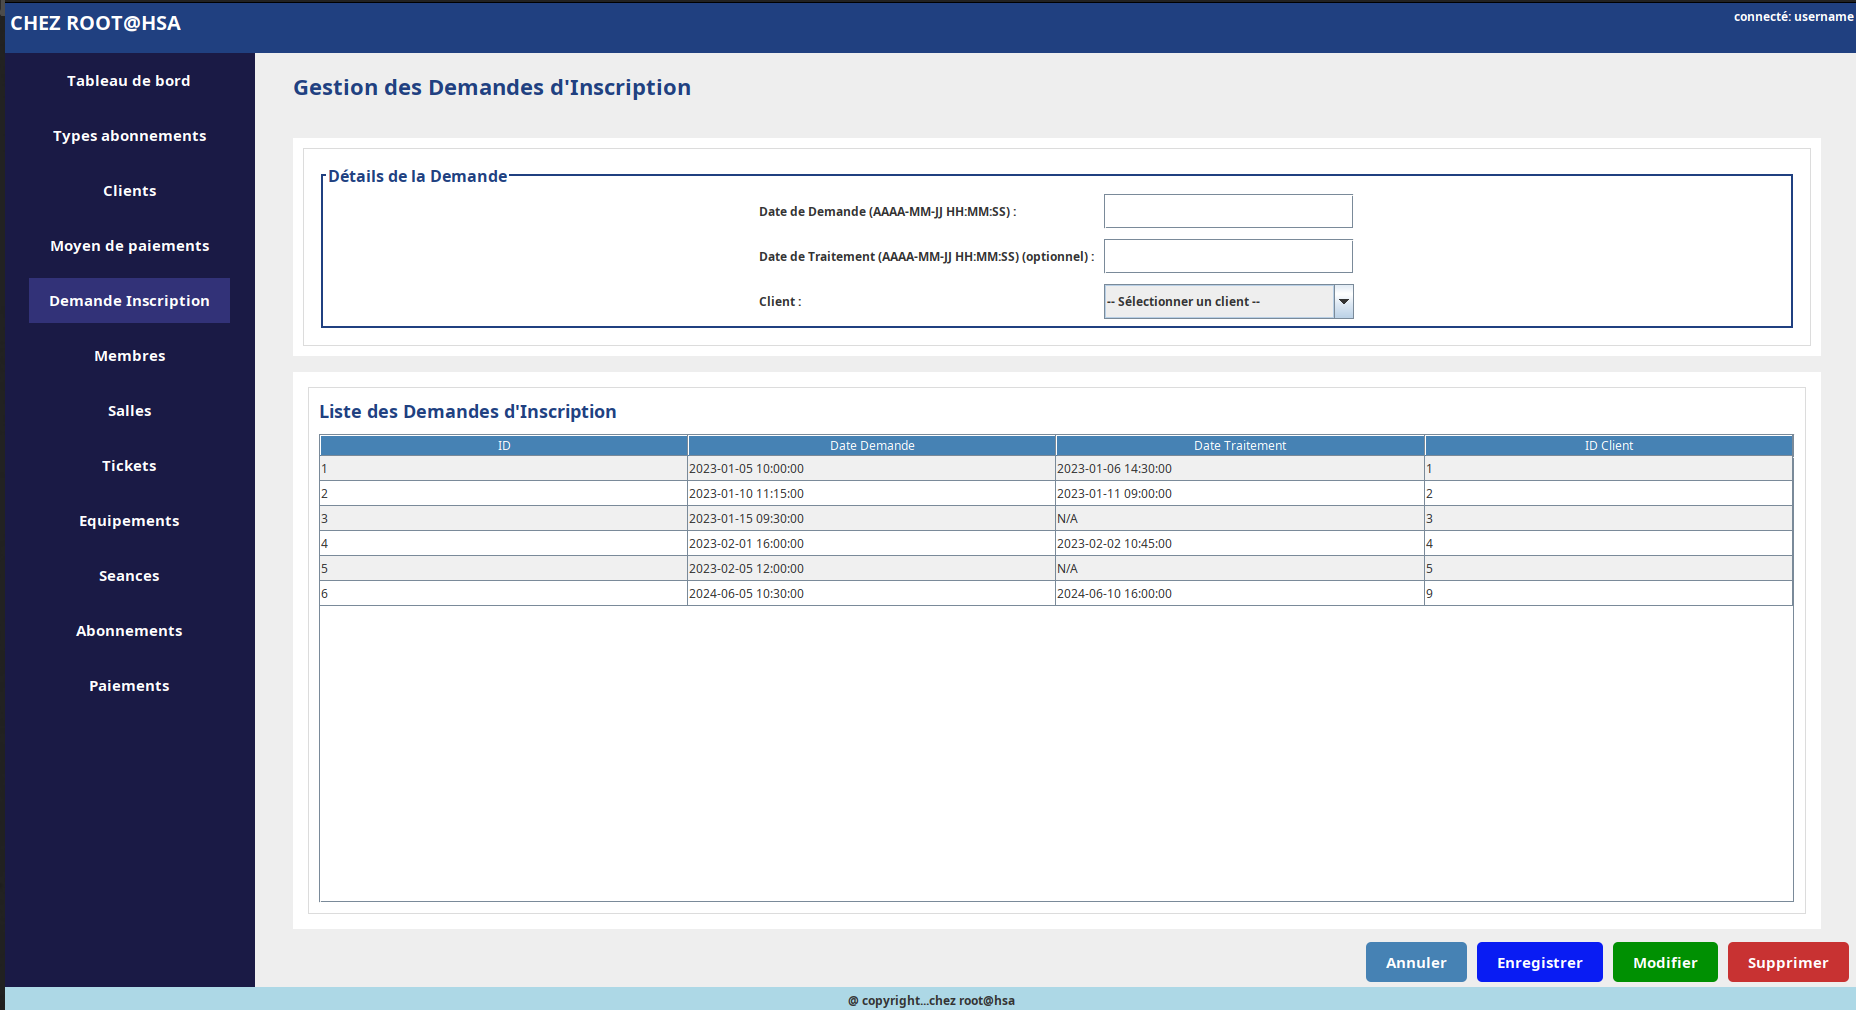 CHEZ ROOT@HSA
connecté: username
Tableau de bord
Types abonnements
Clients
Moyen de paiements
Demande Inscription
Membres
Salles
Tickets
Equipements
Seances
Abonnements
Paiements
Gestion des Demandes d'Inscription
Détails de la Demande
Date de Demande (AAAA-MM-JJ HH:MM:SS) :
Date de Traitement (AAAA-MM-JJ HH:MM:SS) (optionnel) :
Client : -- Sélectionner un client --
Liste des Demandes d'Inscription
ID Date Demande Date Traitement ID Client
1 2023-01-05 10:00:00 2023-01-06 14:30:00 1
2 2023-01-10 11:15:00 2023-01-11 09:00:00 2
3 2023-01-15 09:30:00 N/A 3
4 2023-02-01 16:00:00 2023-02-02 10:45:00 4
5 2023-02-05 12:00:00 N/A 5
6 2024-06-05 10:30:00 2024-06-10 16:00:00 9
Annuler Enregistrer Modifier Supprimer
@ copyright...chez root@hsa